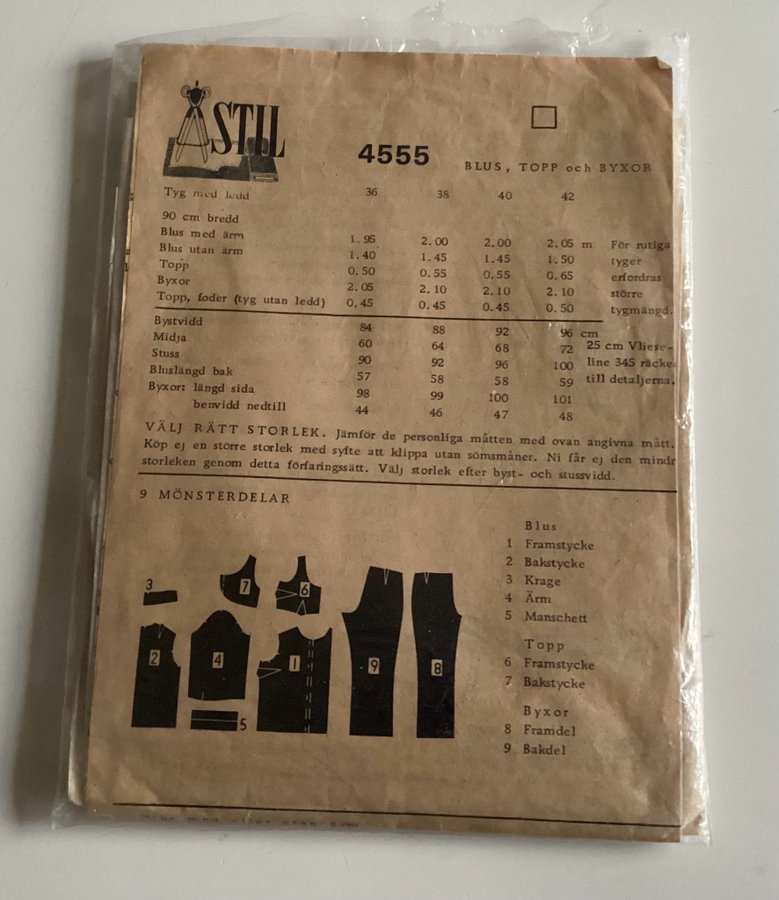 ÅSTIL
4555
BLUS, TOPP och BYXOR
Tyg med ledd 36 38 40 42
90 cm bredd
Blus med ärm 1.95 2.00 2.00 2.05 m För rutiga
Blus utan ärm 1.40 1.45 1.45 1.50 tyger
Topp 0.50 0.55 0.55 0.65 erfordras
Byxor 2.05 2.10 2.10 2.10 större
Topp, foder (tyg utan ledd) 0.45 0.45 0.45 0.50 tygmängd.
Bystvidd 84 88 92 96 cm
Midja 60 64 68 72 25 cm Vliese-
Stuss 90 92 96 100 line 345 räcke
Bluslängd bak 57 58 58 59 till detaljerna.
Byxor: längd sida 98 99 100 101
benvidd nedtill 44 46 47 48
VÄLJ RÄTT STORLEK. Jämför de personliga måtten med ovan angivna mått.
Köp ej en större storlek med syfte att klippa utan sömsmåner. Ni får ej den mindr
storleken genom detta förfaringssätt. Välj storlek efter byst- och stussvidd.
9 MÖNSTERDELAR
Blus
1 Framstycke
2 Bakstycke
3 Krage
4 Ärm
5 Manschett
Topp
6 Framstycke
7 Bakstycke
Byxor
8 Framdel
9 Bakdel
3 7 6
2 4 1 9 8
5